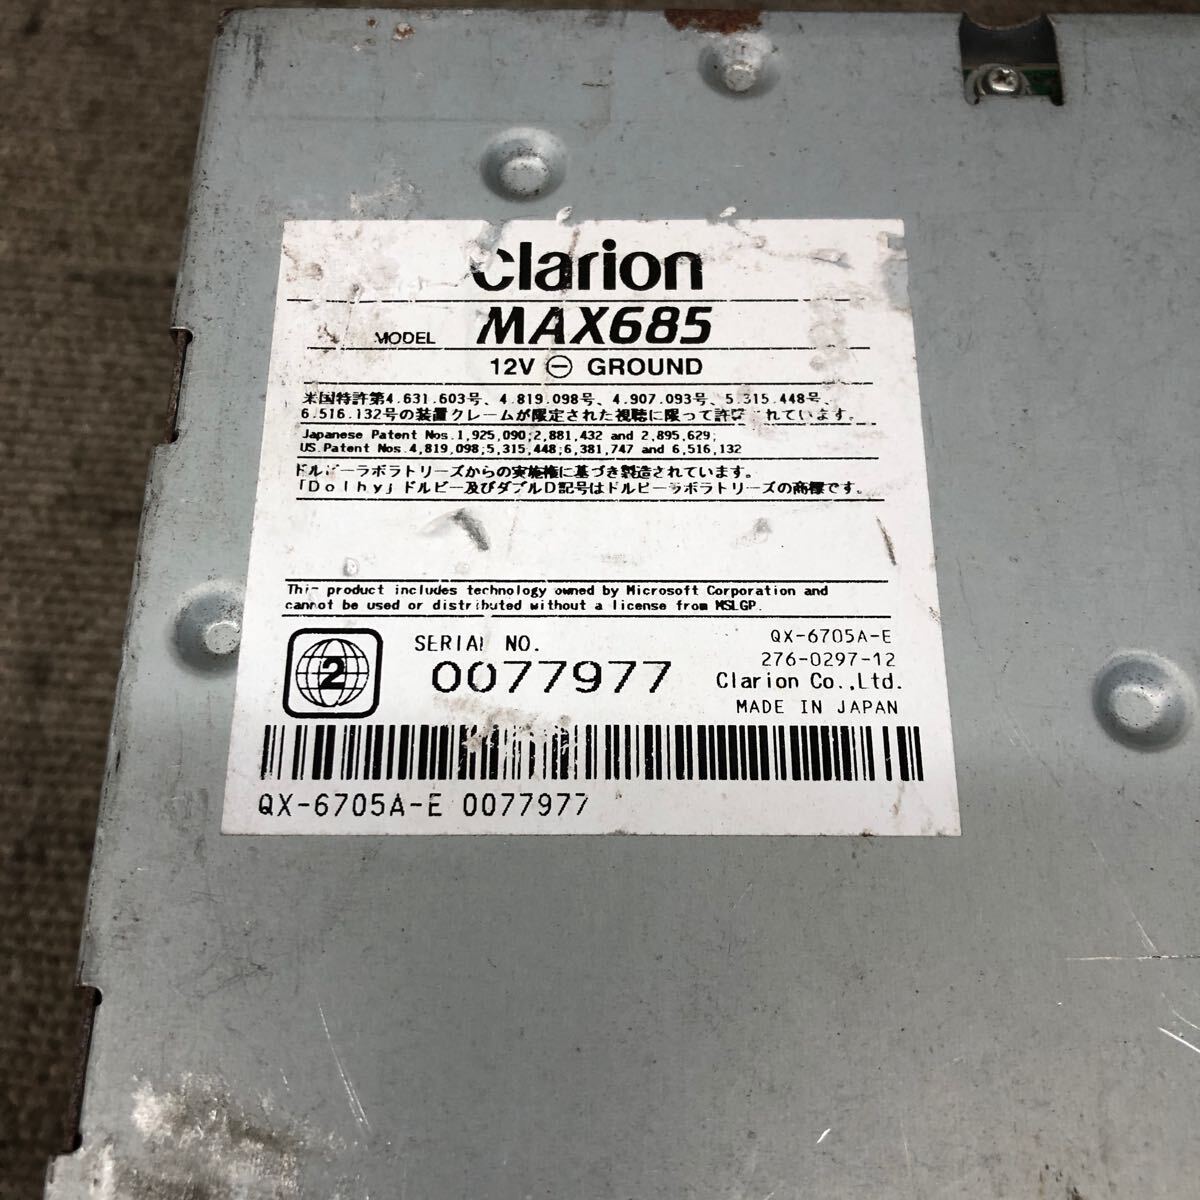 Clarion
MODEL MAX685
12V ⊖ GROUND
米国特許第4.631.603号、4.819.098号、4.907.093号、5.315.448号、
6.516.132号の装置クレームが限定された視聴に限って許諾されています。
Japanese Patent Nos.1,925,090;2,881,432 and 2,895,629;
US.Patent Nos.4,819,098;5,315,448;6,381,747 and 6,516,132
ドルビーラボラトリーズからの実施権に基づき製造されています。
「Dolby」ドルビー及びダブルD記号はドルビーラボラトリーズの商標です。
This product includes technology owned by Microsoft Corporation and
cannot be used or distributed without a license from MSLGP.
2
SERIAL NO.
0077977
QX-6705A-E
276-0297-12
Clarion Co.,Ltd.
MADE IN JAPAN
QX-6705A-E 0077977